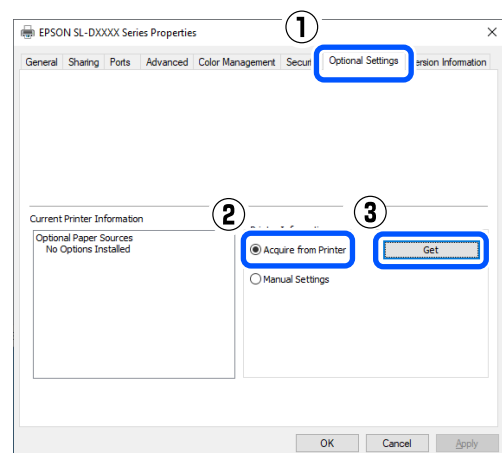 ①
EPSON SL-DXXXX Series Properties
General Sharing Ports Advanced Color Management Optional Settings Information
② ③
Current Printer Information
Optional Paper Sources
No Options Installed
Acquire from Printer Get
Manual Settings
OK Cancel Apply